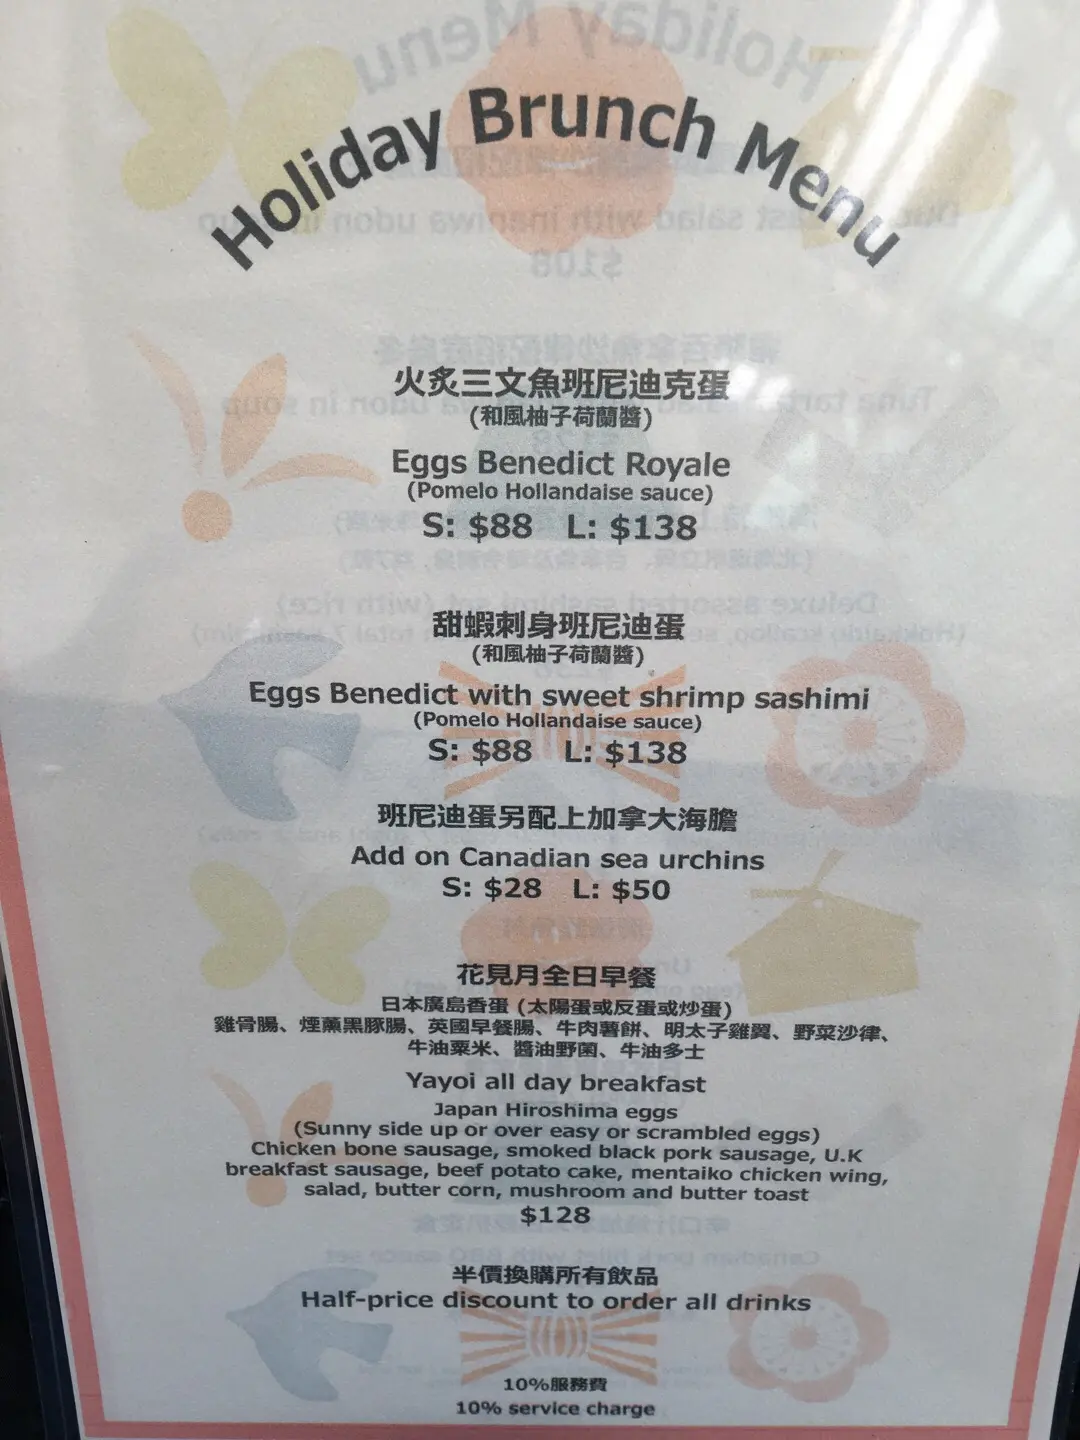 Holiday Brunch Menu
火炙三文魚班尼迪克蛋
(和風柚子荷蘭醬)
Eggs Benedict Royale
(Pomelo Hollandaise sauce)
S: $88 L: $138
甜蝦刺身班尼迪蛋
(和風柚子荷蘭醬)
Eggs Benedict with sweet shrimp sashimi
(Pomelo Hollandaise sauce)
S: $88 L: $138
班尼迪蛋另配上加拿大海膽
Add on Canadian sea urchins
S: $28 L: $50
花見月全日早餐
日本廣島香蛋 (太陽蛋或反蛋或炒蛋)
雞骨腸、煙薰黑豚腸、英國早餐腸、牛肉薯餅、明太子雞翼、野菜沙律、
牛油粟米、醬油野菌、牛油多士
Yayoi all day breakfast
Japan Hiroshima eggs
(Sunny side up or over easy or scrambled eggs)
Chicken bone sausage, smoked black pork sausage, U.K
breakfast sausage, beef potato cake, mentaiko chicken wing,
salad, butter corn, mushroom and butter toast
$128
半價換購所有飲品
Half-price discount to order all drinks
10%服務費
10% service charge